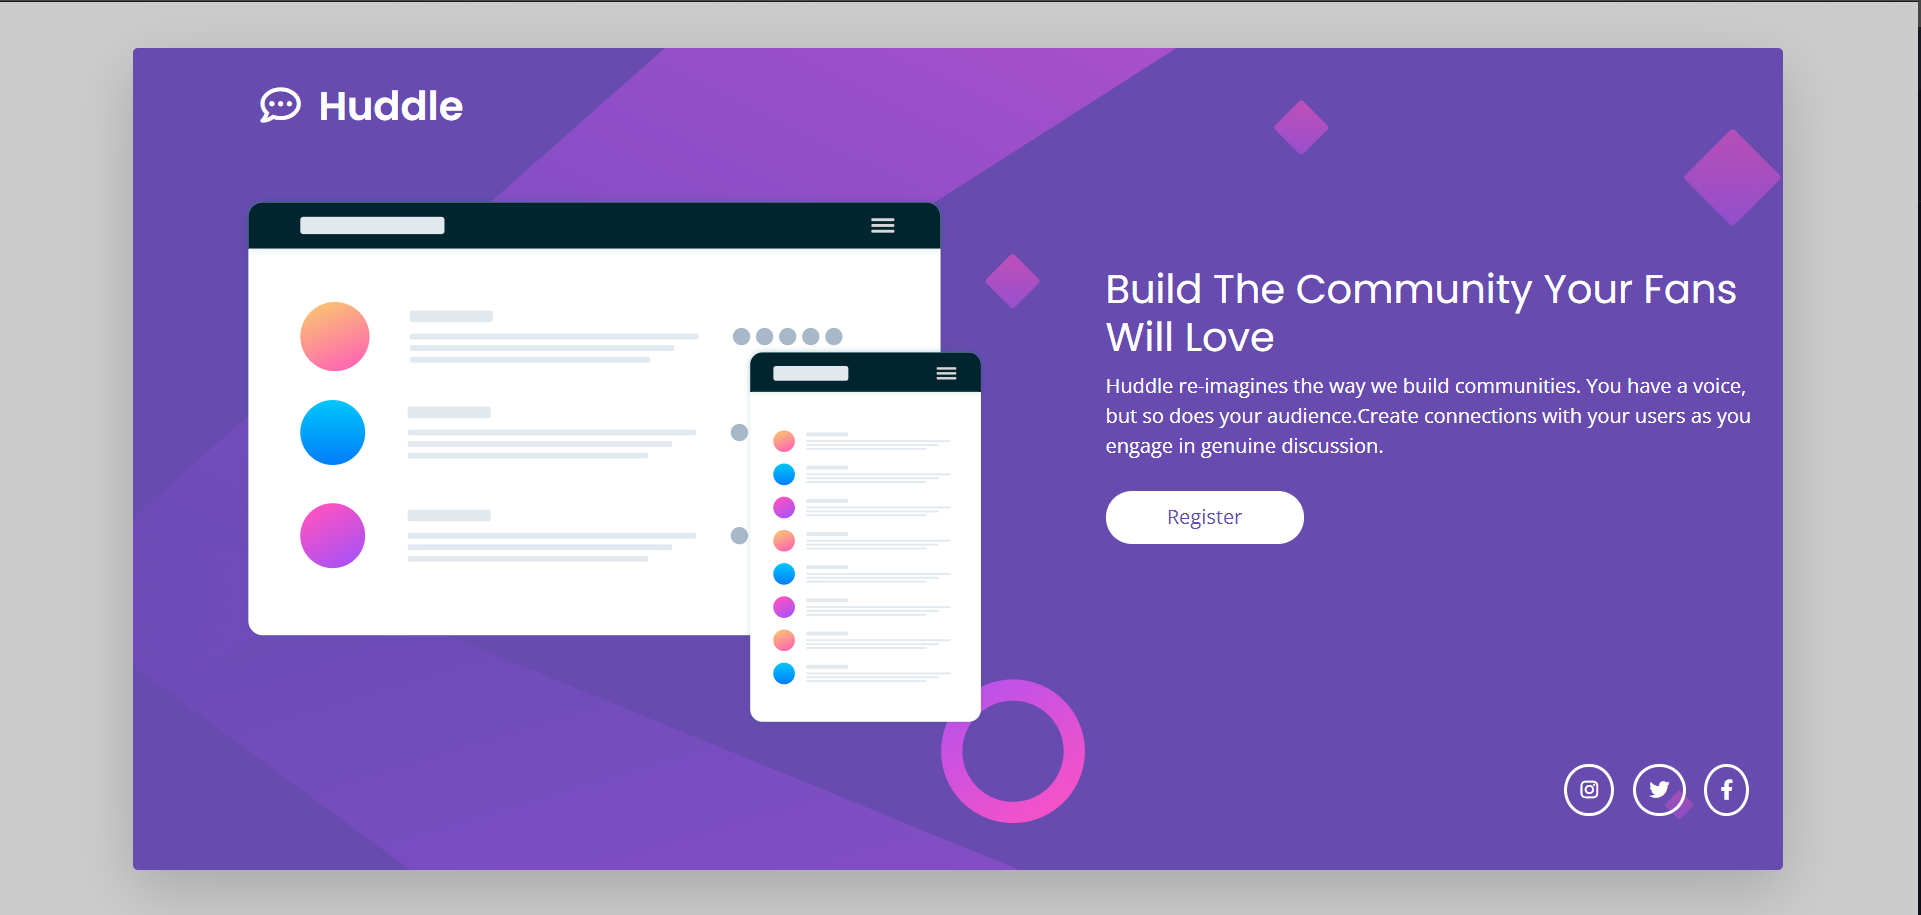 Huddle
Build The Community Your Fans
Will Love
Huddle re-imagines the way we build communities. You have a voice,
but so does your audience.Create connections with your users as you
engage in genuine discussion.
Register